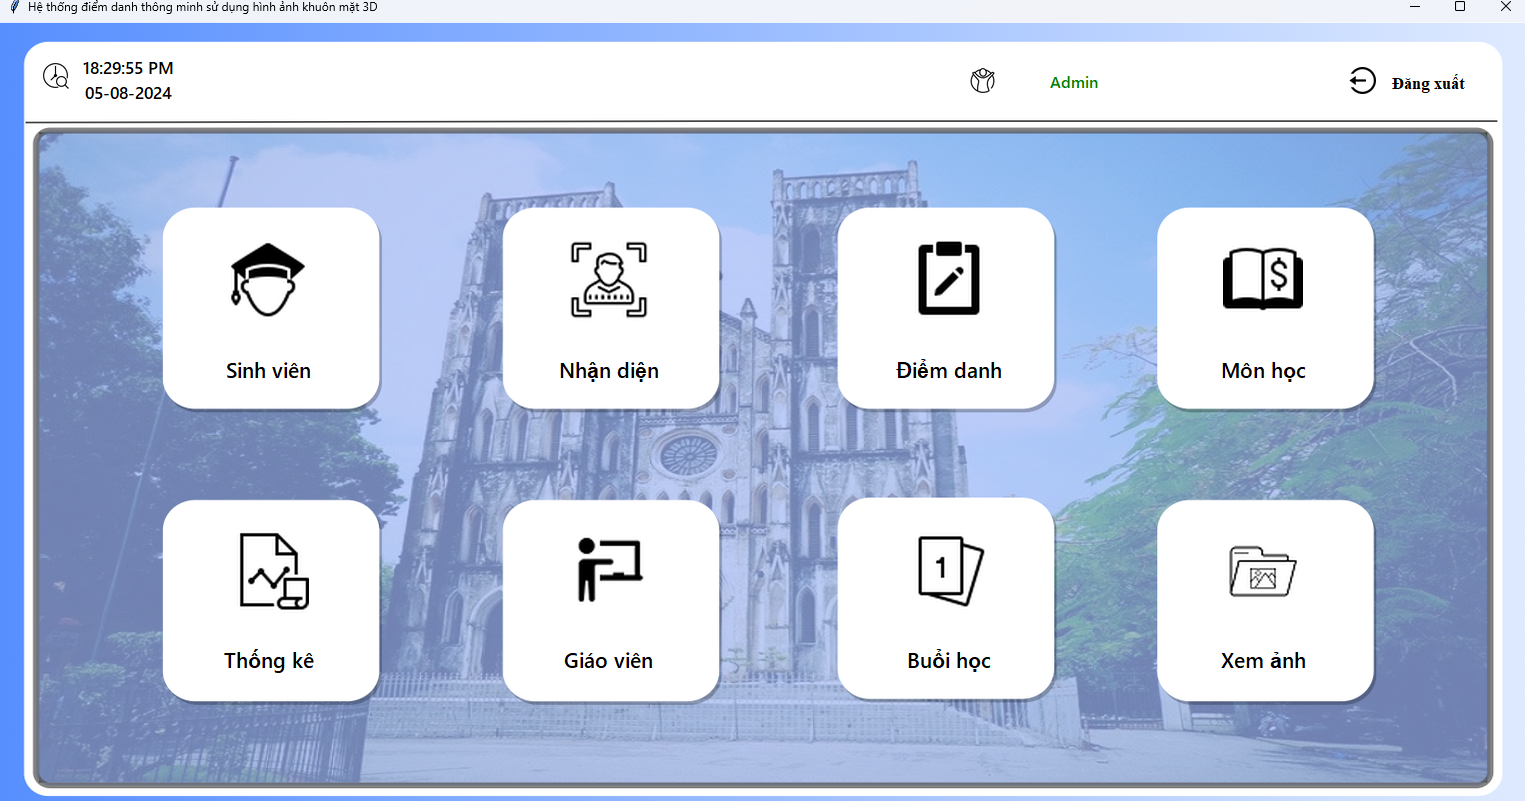 Hệ thống điểm danh thông minh sử dụng hình ảnh khuôn mặt 3D
18:29:55 PM
05-08-2024
Admin
Đăng xuất
Sinh viên
Nhận diện
Điểm danh
$
Môn học
Thống kê
Giáo viên
1
Buổi học
Xem ảnh